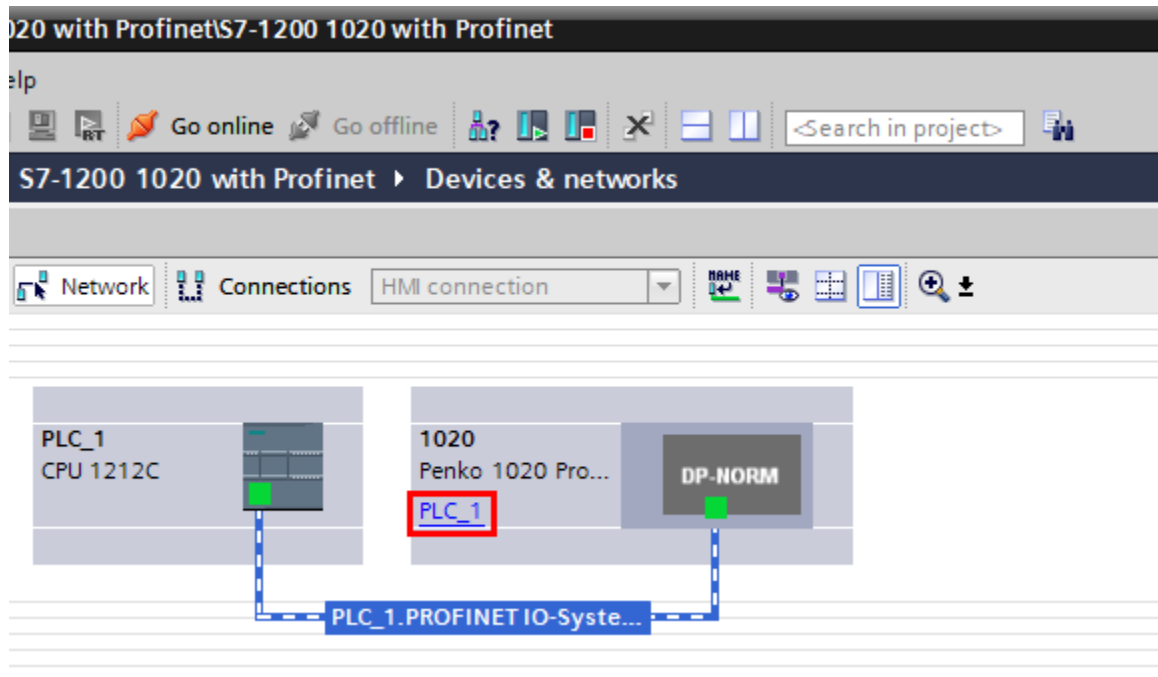 020 with Profinet\S7-1200 1020 with Profinet
elp
RT Go online Go offline ? <Search in project>
S7-1200 1020 with Profinet Devices & networks
Network Connections HMI connection NAME
PLC_1
CPU 1212C
1020
Penko 1020 Pro...
PLC_1
DP-NORM
PLC_1.PROFINET IO-Syste...